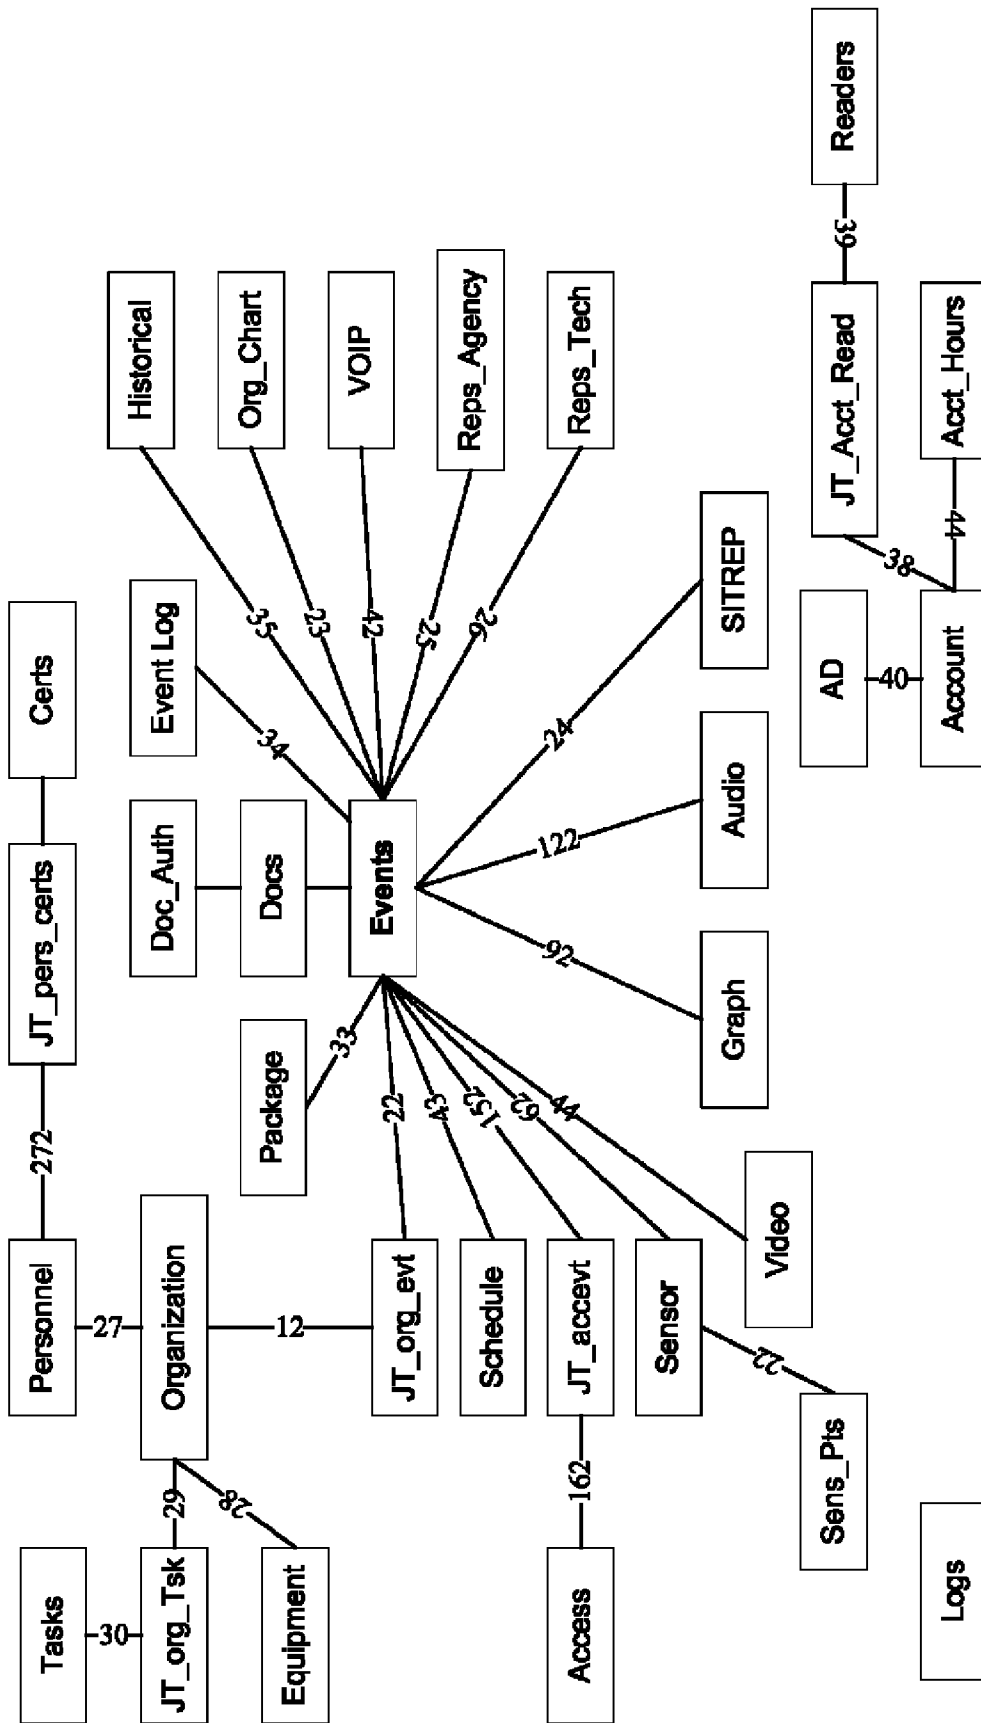 Tasks
30
JT_org_Tsk
29
Equipment
28
Personnel
27
Organization
272
JT_pers_certs
Certs
12
JT_org_evt
22
Schedule
43
Access
162
JT_accevt
152
Sensor
62
Sens_Pts
22
Video
44
Logs
Package
33
Doc_Auth
Docs
Events
Event Log
34
Historical
35
Org_Chart
23
VOIP
42
Reps_Agency
25
Reps_Tech
26
Graph
92
Audio
122
SITREP
24
AD
40
Account
38
JT_Acct_Read
39
Readers
44
Acct_Hours